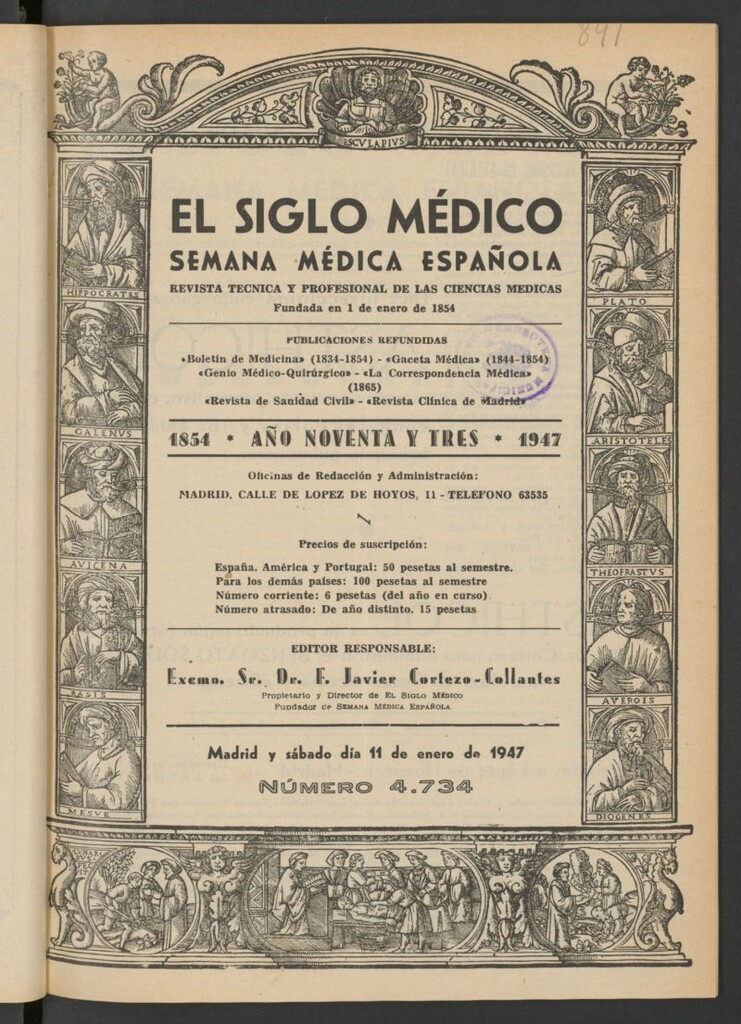 891
ESCVLAPIVS
EL SIGLO MÉDICO
SEMANA MÉDICA ESPAÑOLA
REVISTA TECNICA Y PROFESIONAL DE LAS CIENCIAS MEDICAS
Fundada en 1 de enero de 1854
PUBLICACIONES REFUNDIDAS
«Boletín de Medicina» (1834-1854) - «Gaceta Médica» (1844-1854)
«Genio Médico-Quirúrgico» - «La Correspondencia Médica»
(1865)
«Revista de Sanidad Civil» - «Revista Clínica de Madrid»
1854 * AÑO NOVENTA Y TRES * 1947
Oficinas de Redacción y Administración:
MADRID, CALLE DE LOPEZ DE HOYOS, 11 - TELEFONO 63535
Precios de suscripción:
España, América y Portugal: 50 pesetas al semestre.
Para los demás países: 100 pesetas al semestre
Número corriente: 6 pesetas (del año en curso)
Número atrasado: De año distinto, 15 pesetas
EDITOR RESPONSABLE:
Excmo. Sr. Dr. F. Javier Cortezo-Collantes
Propietario y Director de EL SIGLO MÉDICO
Fundador de SEMANA MÉDICA ESPAÑOLA
Madrid y sábado día 11 de enero de 1947
NÚMERO 4.734
HIPPOCRATES
GALENVS
AVICENA
RASIS
MESVE
PLATO
ARISTOTELES
THEOFRASTVS
AVEROIS
DIOGENES